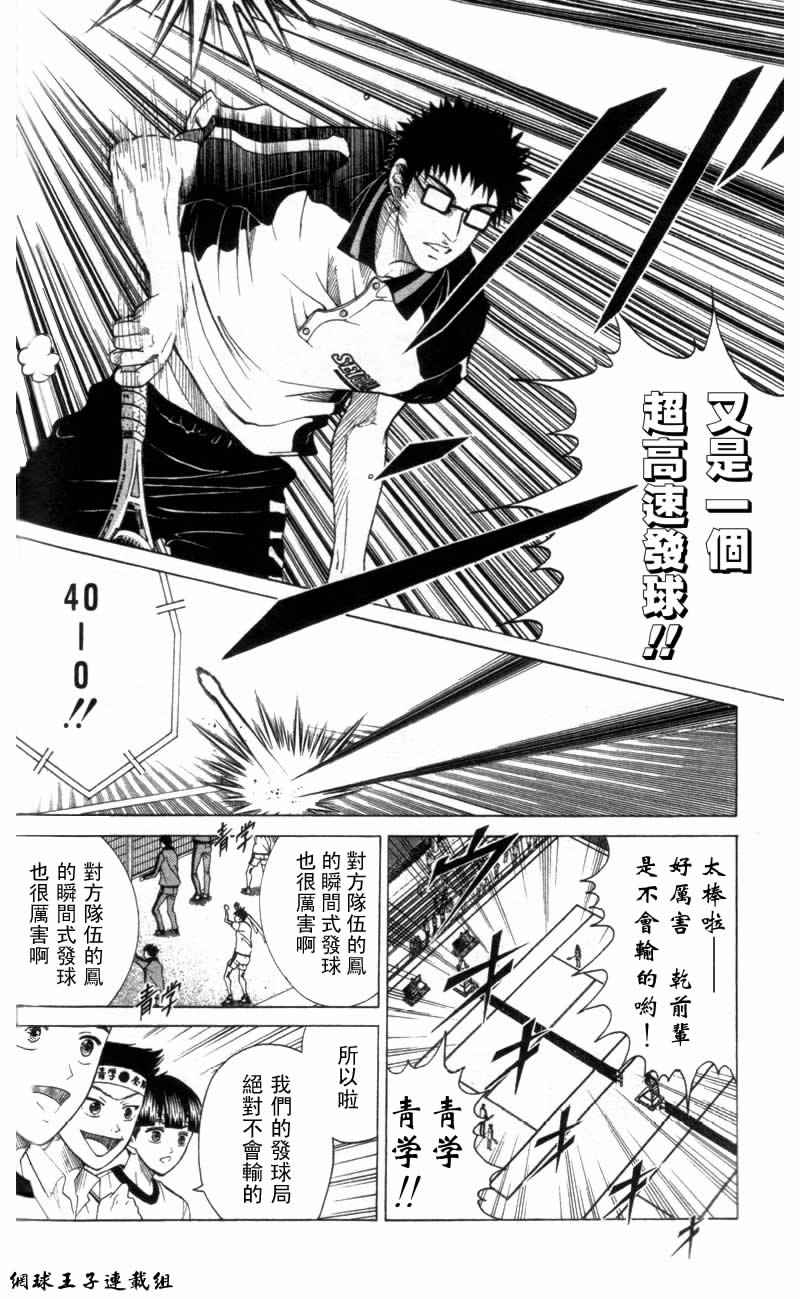 又是一個
超高速發球!!
SEIGAKU
40
—
0
!!
太棒啦——
好厲害 乾前輩
是不會輸的喲！
青学
青学!!
對方隊伍的鳳
的瞬間式發球
也很厲害啊
對方隊伍的鳳
的瞬間式發球
也很厲害啊
青学
青学
所以啦
我們的發球局
絕對不會輸的
青学
網球王子連載組